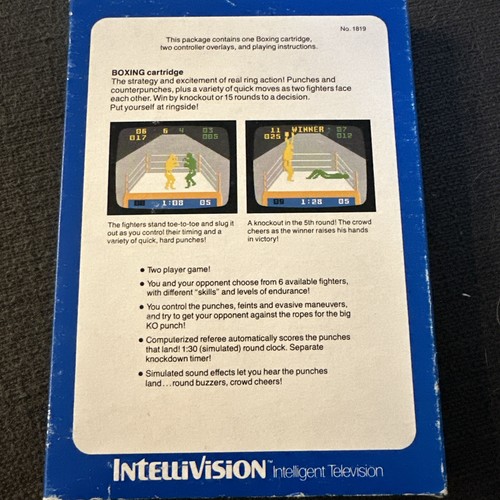 No. 1819
This package contains one Boxing cartridge,
two controller overlays, and playing instructions.
BOXING cartridge
The strategy and excitement of real ring action! Punches and
counterpunches, plus a variety of quick moves as two fighters face
each other. Win by knockout or 15 rounds to a decision.
Put yourself at ringside!
06 6 4 03
017 005
1:08 05
11 WINNER 07
025 012
1:28 05
The fighters stand toe-to-toe and slug it
out as you control their timing and a
variety of quick, hard punches!
A knockout in the 5th round! The crowd
cheers as the winner raises his hands
in victory!
• Two player game!
• You and your opponent choose from 6 available fighters,
with different "skills" and levels of endurance!
• You control the punches, feints and evasive maneuvers,
and try to get your opponent against the ropes for the big
KO punch!
• Computerized referee automatically scores the punches
that land! 1:30 (simulated) round clock. Separate
knockdown timer!
• Simulated sound effects let you hear the punches
land...round buzzers, crowd cheers!
INTELLIVISION™ Intelligent Television